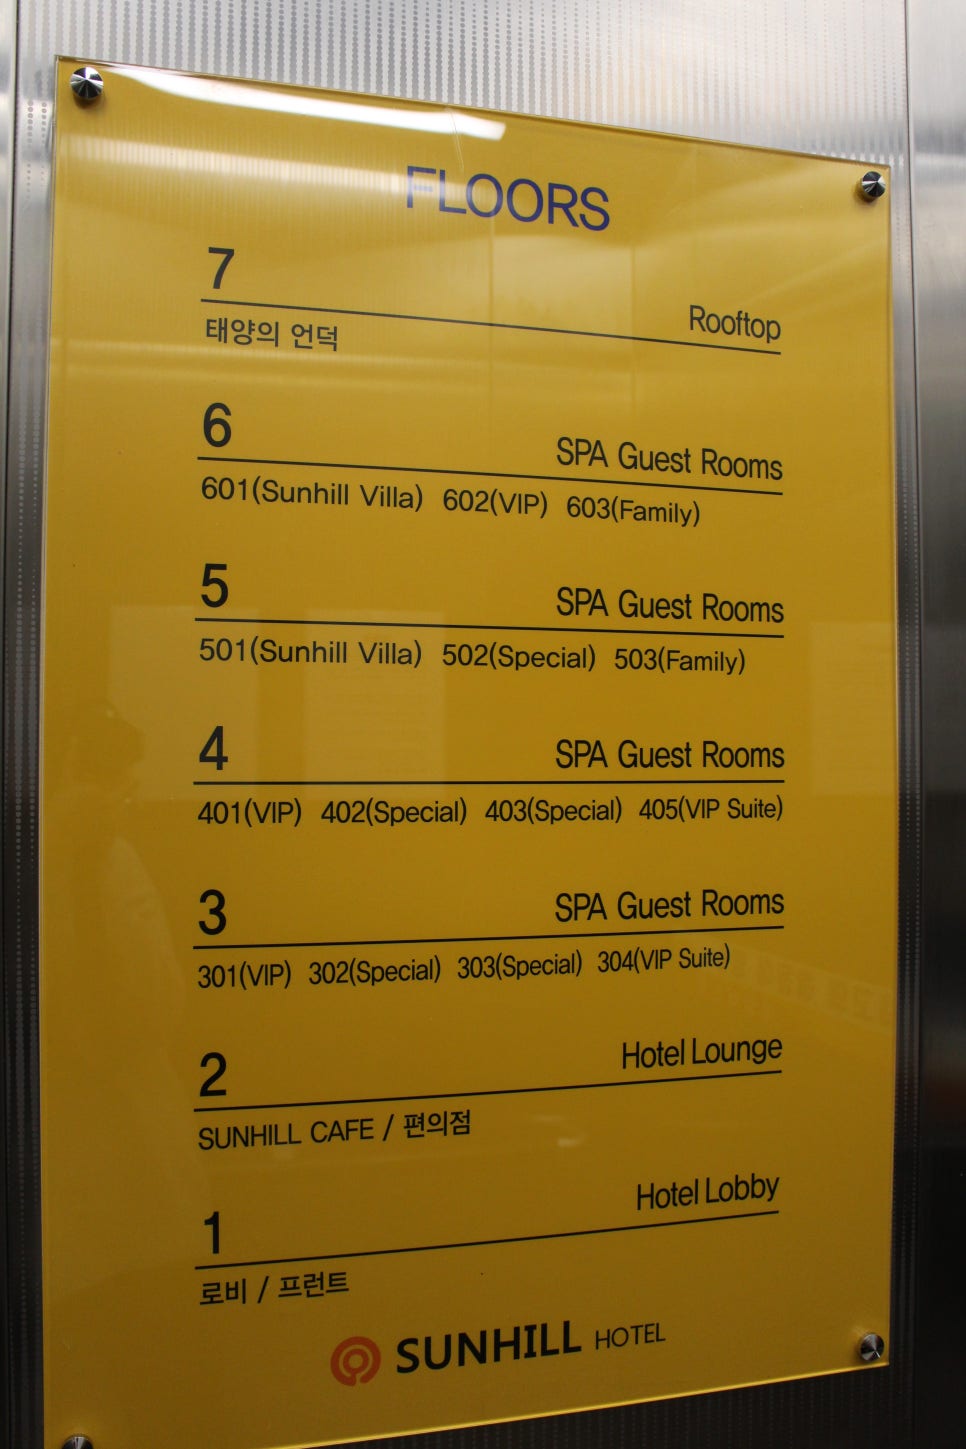 FLOORS
7 Rooftop
태양의 언덕
6 SPA Guest Rooms
601(Sunhill Villa) 602(VIP) 603(Family)
5 SPA Guest Rooms
501(Sunhill Villa) 502(Special) 503(Family)
4 SPA Guest Rooms
401(VIP) 402(Special) 403(Special) 405(VIP Suite)
3 SPA Guest Rooms
301(VIP) 302(Special) 303(Special) 304(VIP Suite)
2 Hotel Lounge
SUNHILL CAFE / 편의점
1 Hotel Lobby
로비 / 프런트
SUNHILL HOTEL